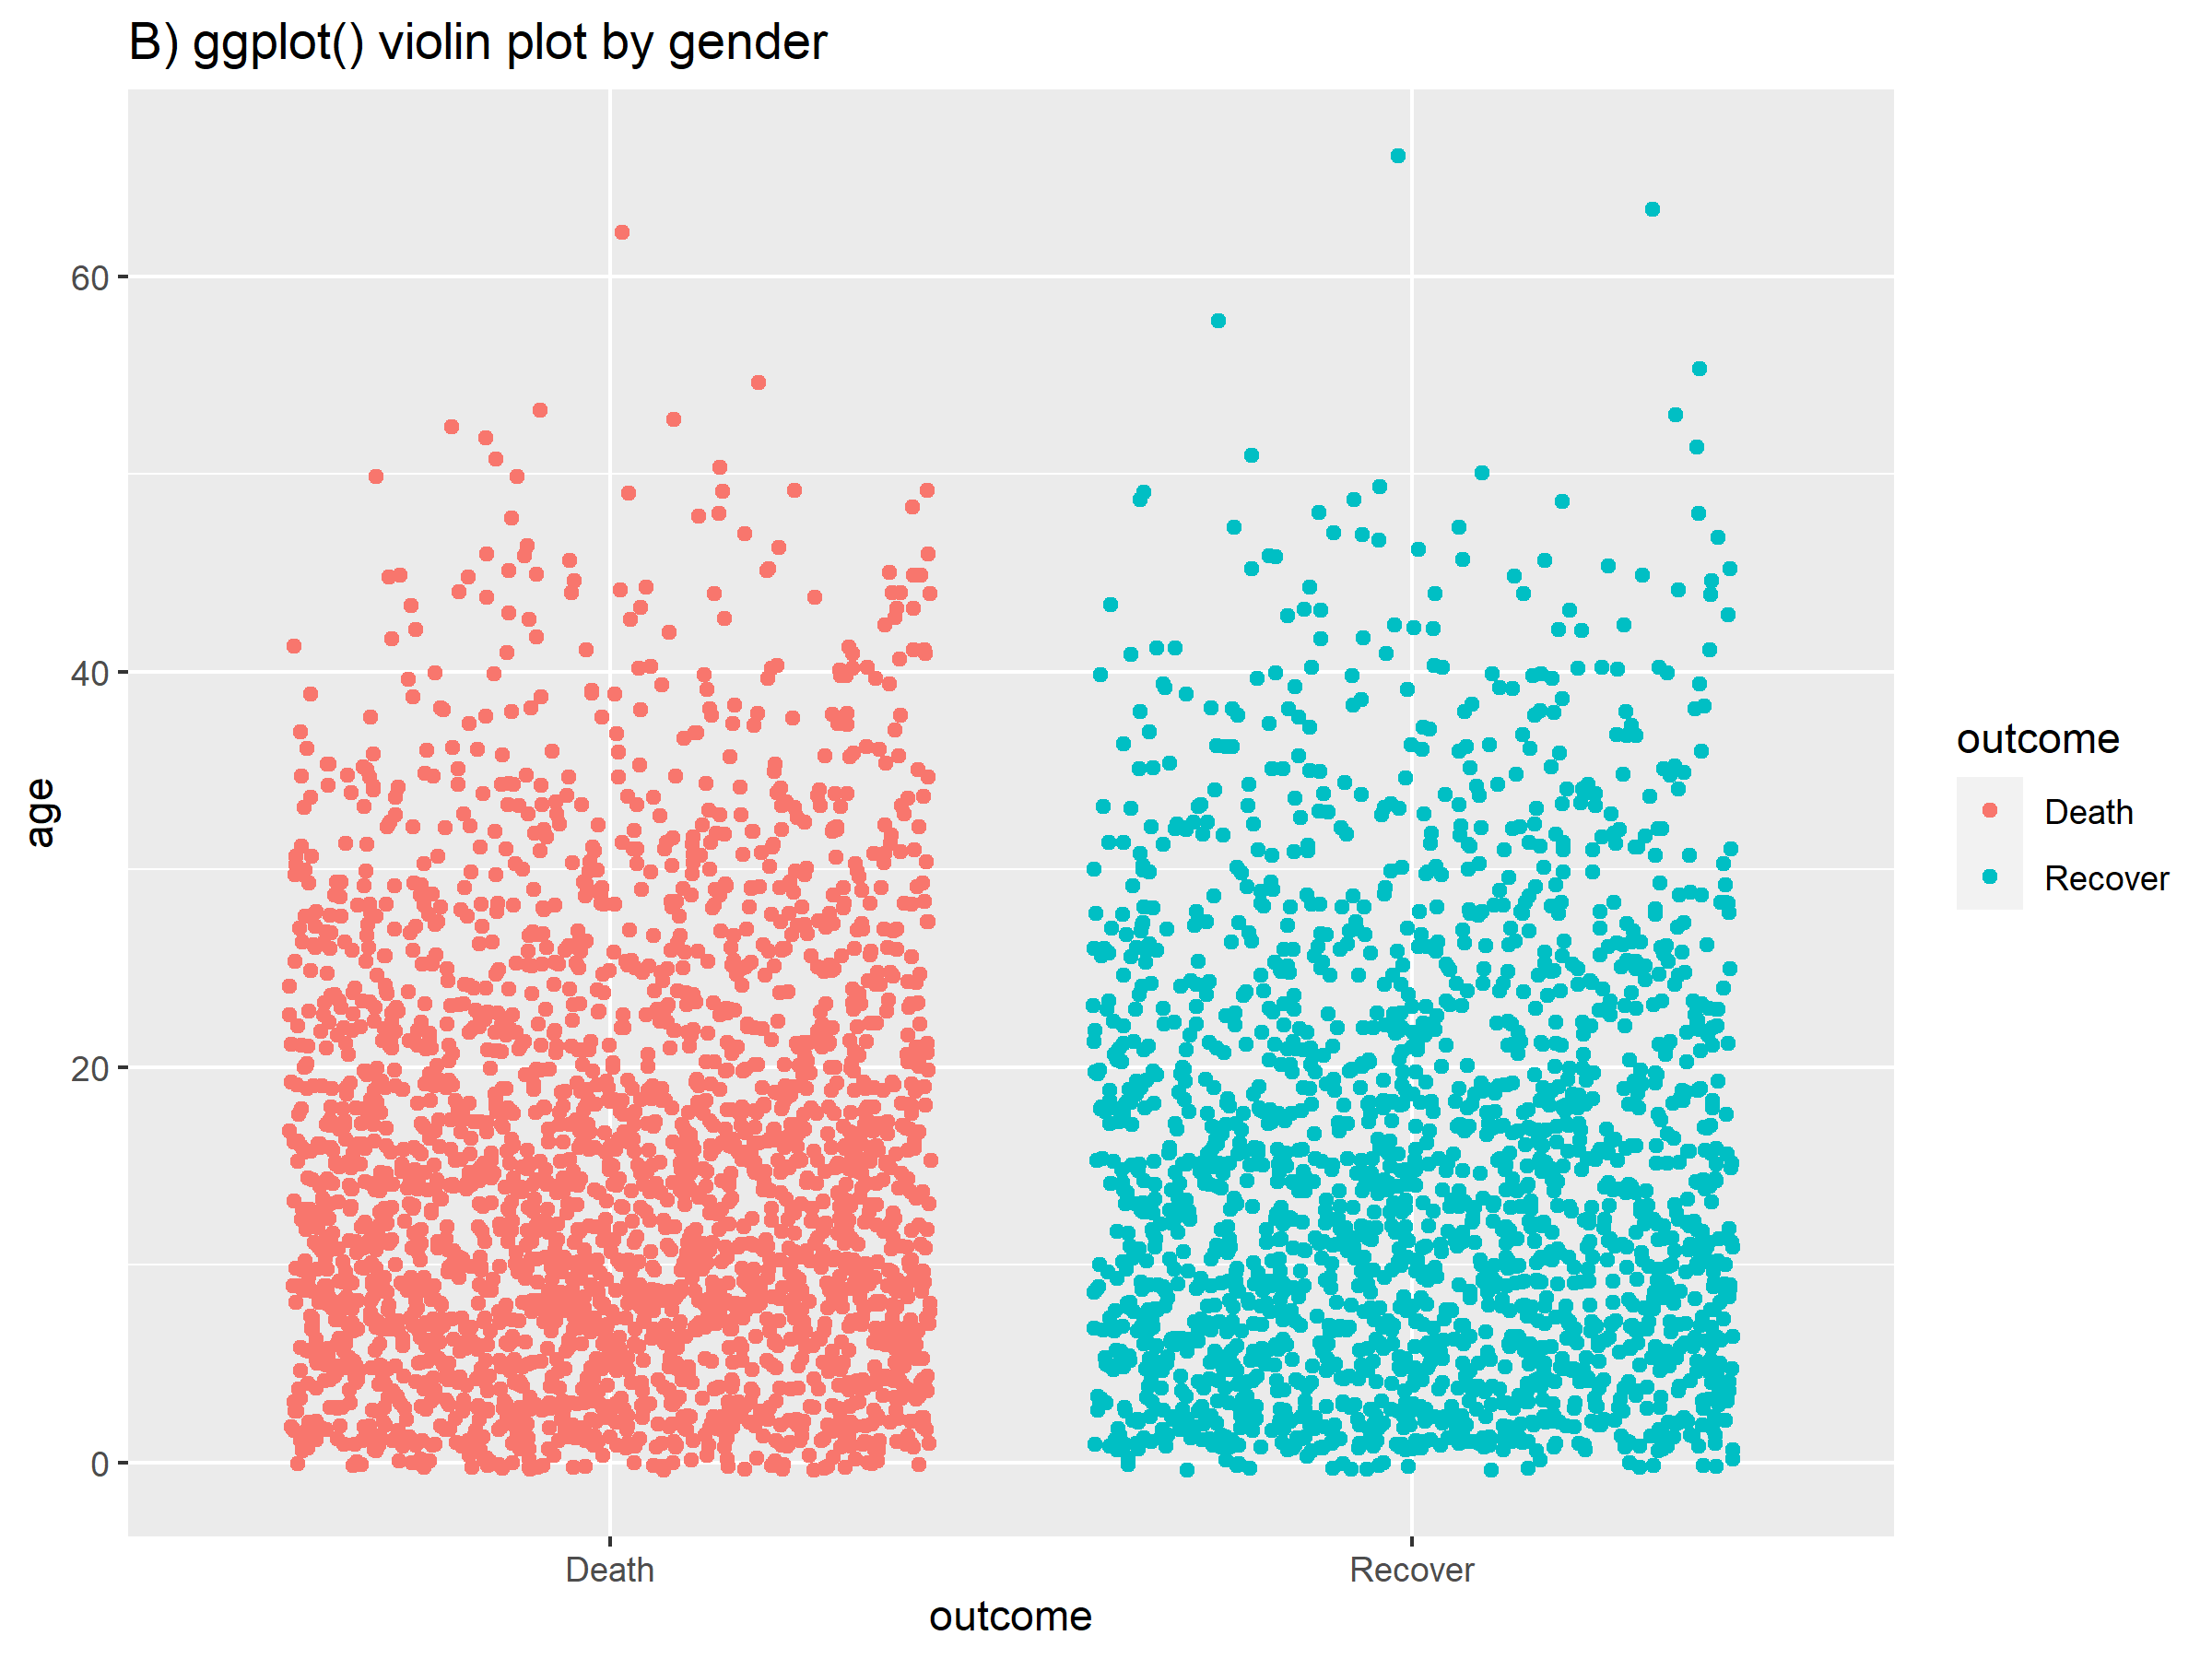 B) ggplot() violin plot by gender
age
60
40
20
0
Death
Recover
outcome
outcome
Death
Recover